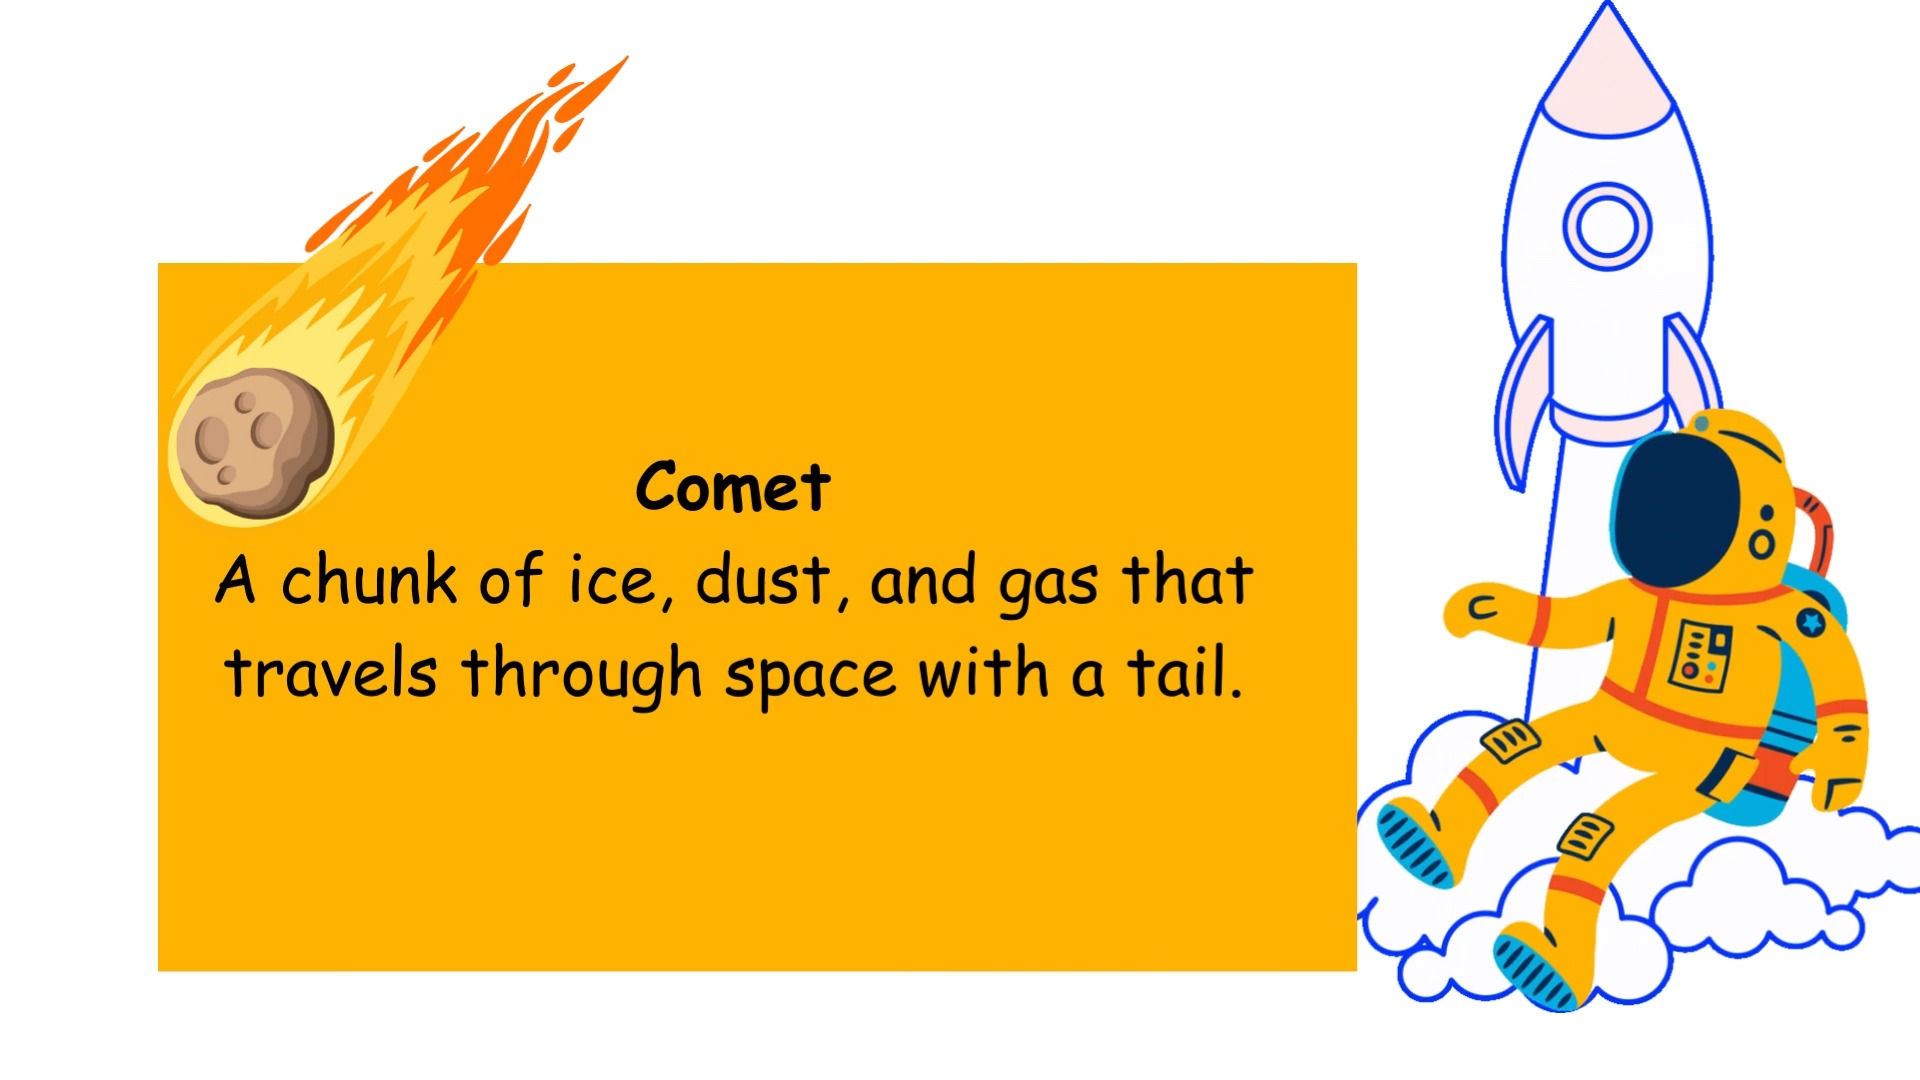 Comet
A chunk of ice, dust, and gas that
travels through space with a tail.